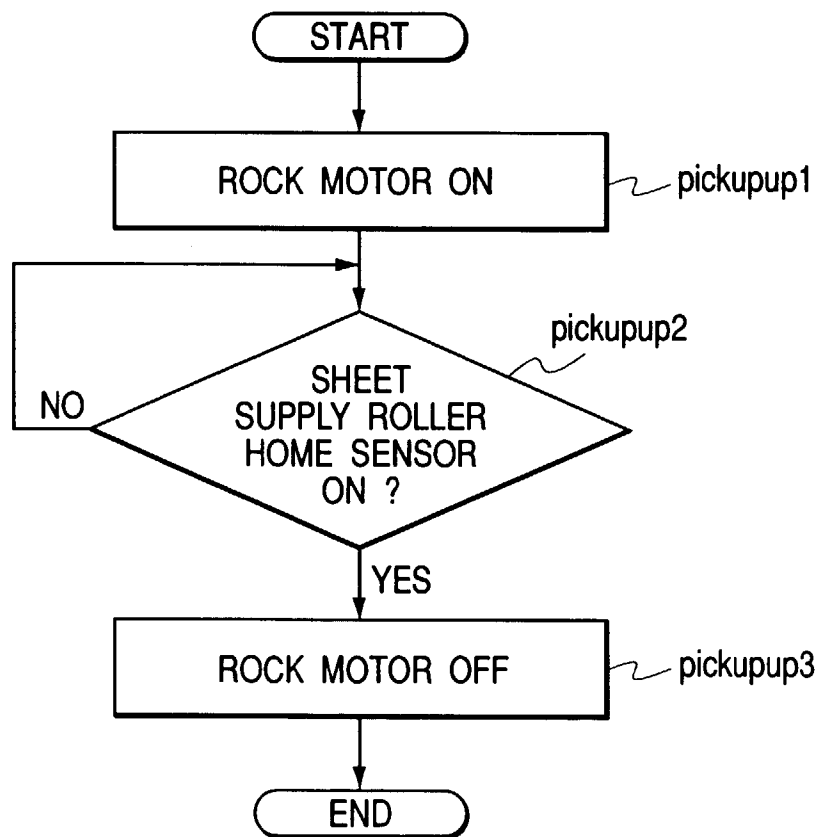 START
ROCK MOTOR ON
pickupup1
pickupup2
SHEET
SUPPLY ROLLER
HOME SENSOR
ON ?
NO
YES
ROCK MOTOR OFF
pickupup3
END